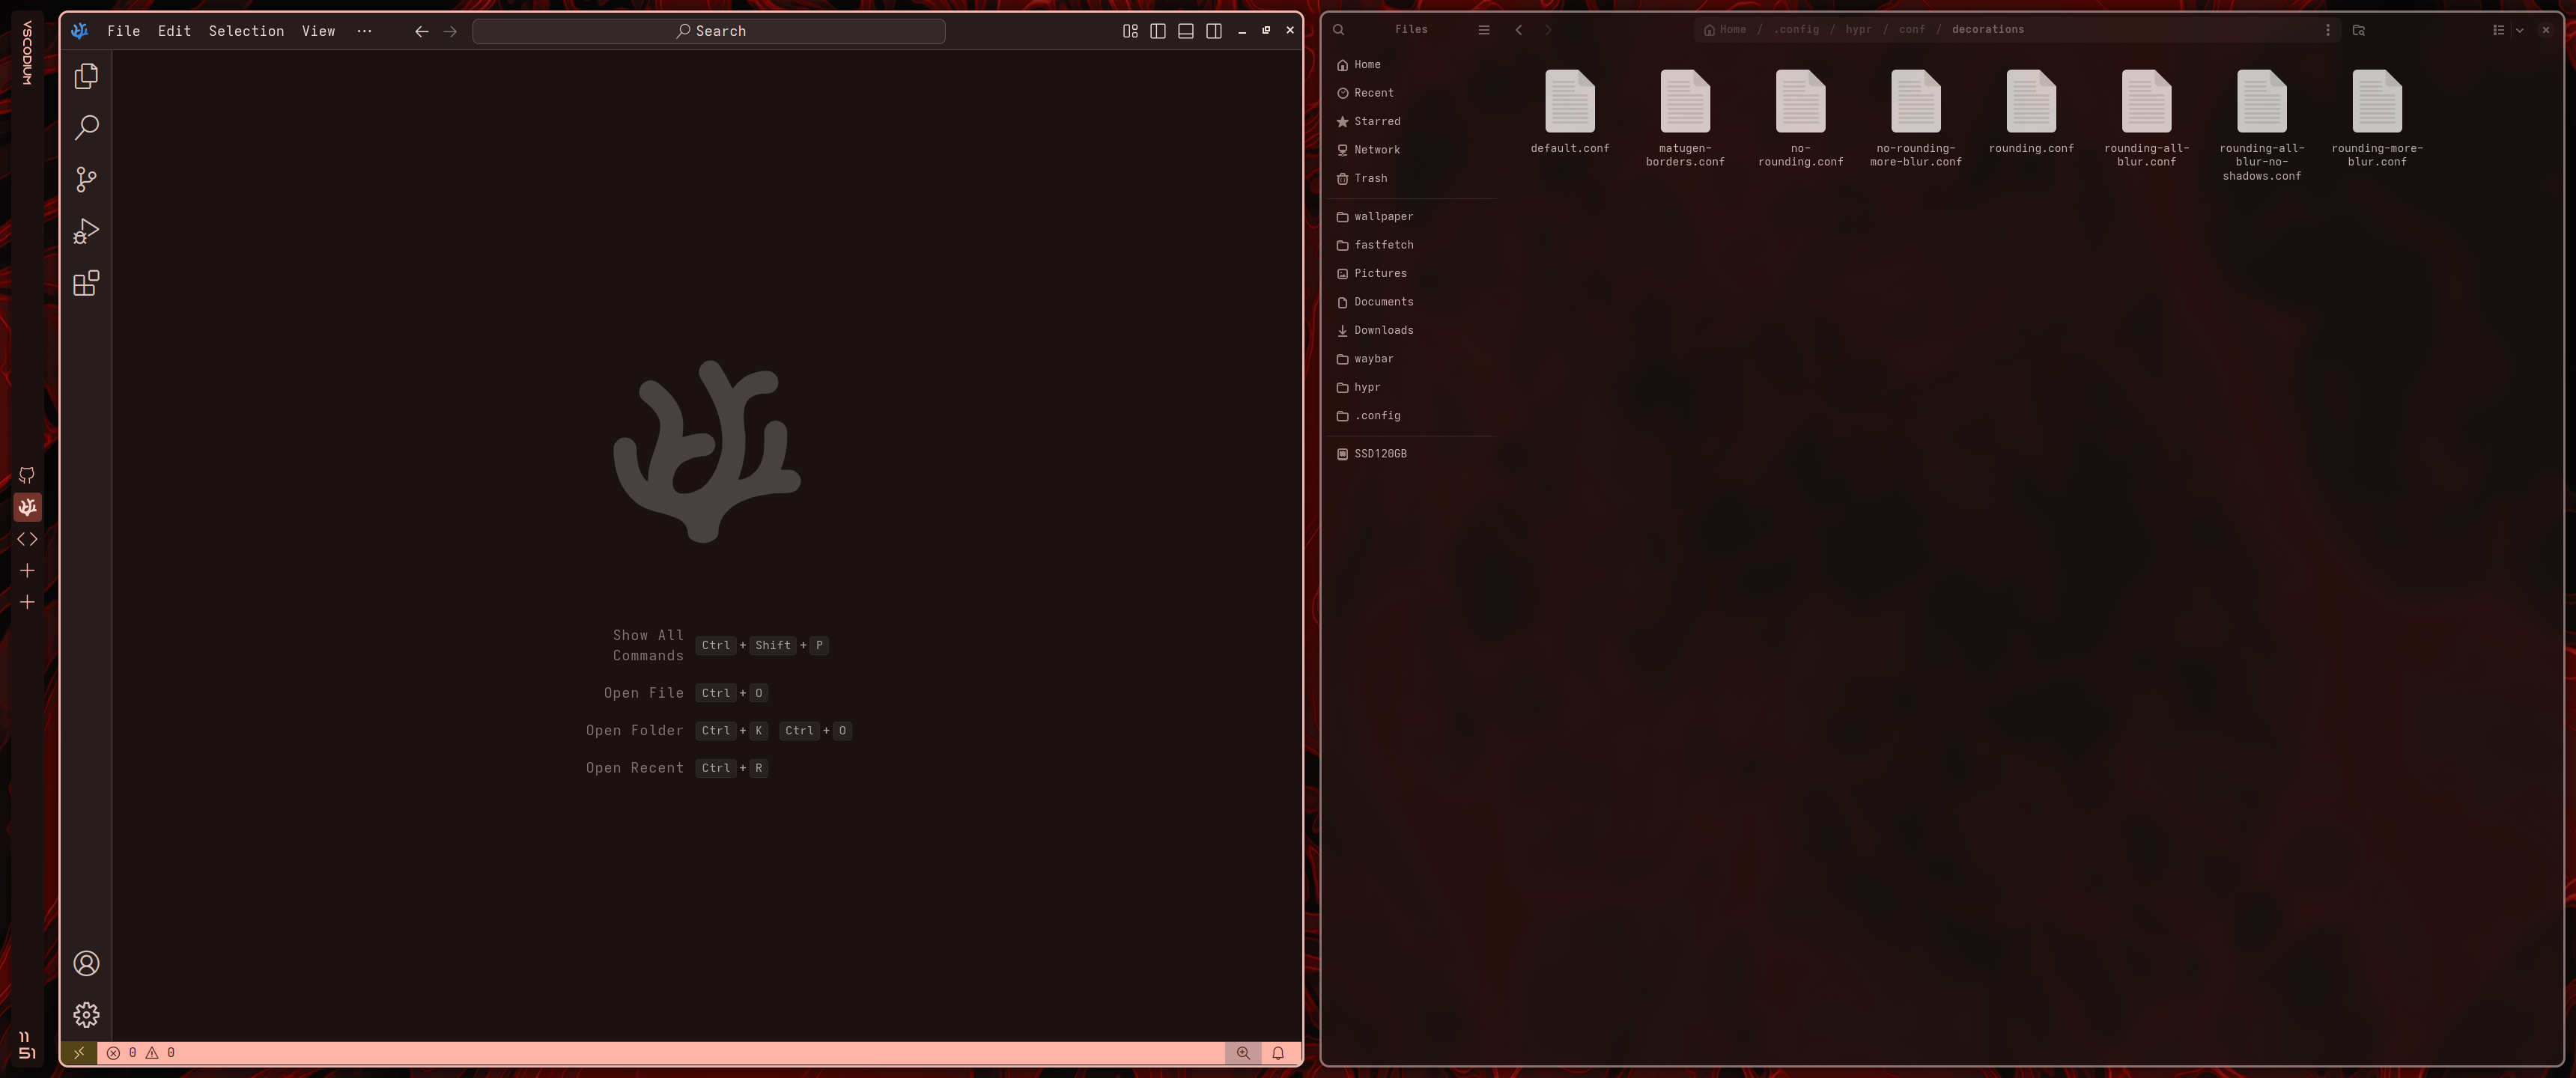 VSCODIUM
11
51
File Edit Selection View ···
Search
Show All
Commands
Ctrl + Shift + P
Open File Ctrl + O
Open Folder Ctrl + K Ctrl + O
Open Recent Ctrl + R
0 0
Files
Home / .config / hypr / conf / decorations
Home
Recent
Starred
Network
Trash
wallpaper
fastfetch
Pictures
Documents
Downloads
waybar
hypr
.config
SSD120GB
default.conf
matugen-
borders.conf
no-
rounding.conf
no-rounding-
more-blur.conf
rounding.conf
rounding-all-
blur.conf
rounding-all-
blur-no-
shadows.conf
rounding-more-
blur.conf